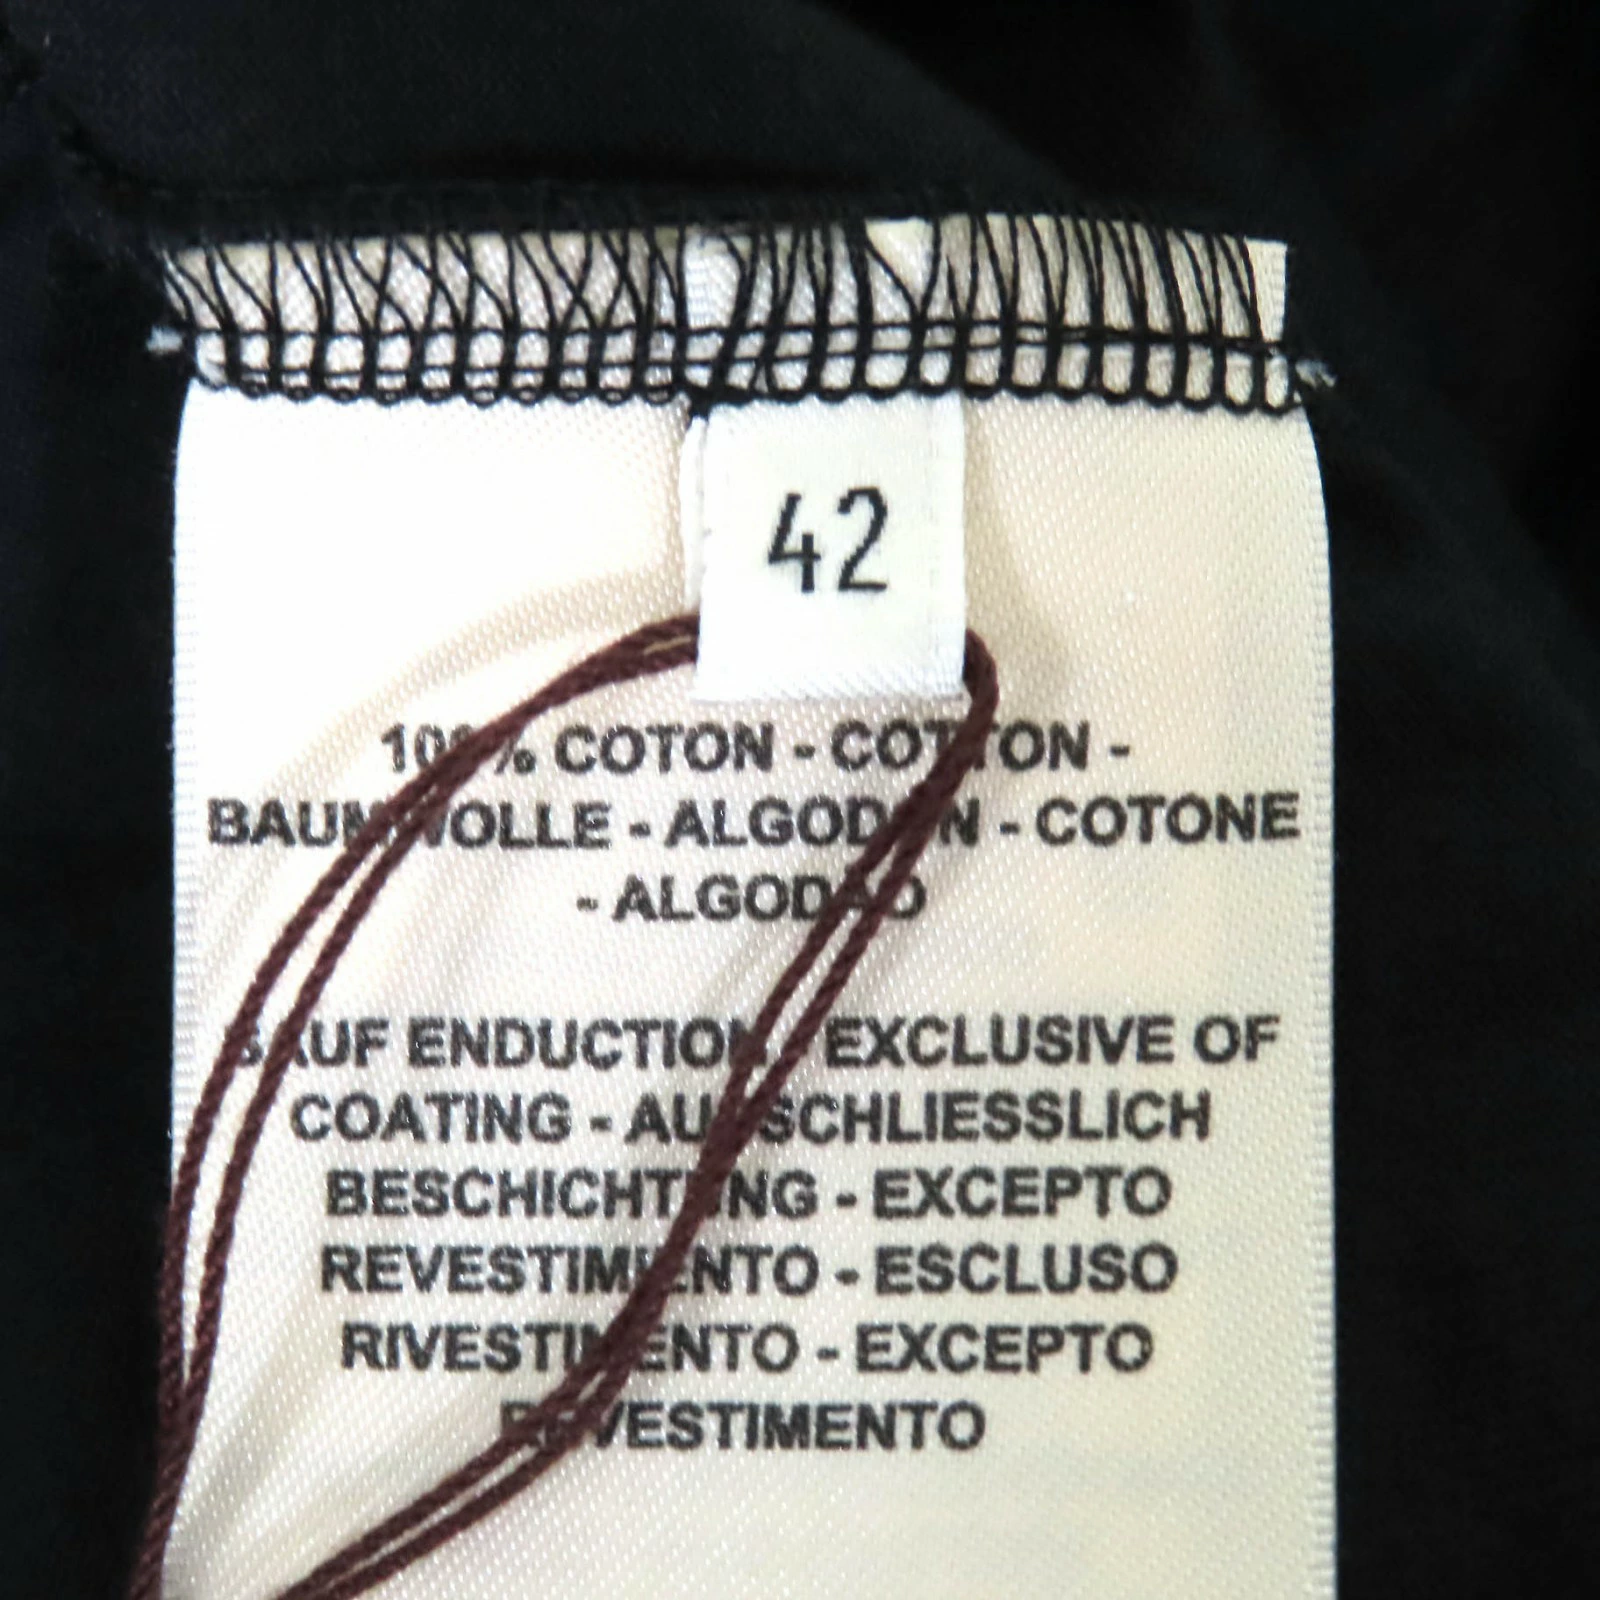 42
100% COTON - COTTON -
BAUMWOLLE - ALGODON - COTONE
- ALGODAO
SAUF ENDUCTION - EXCLUSIVE OF
COATING - AUSSCHLIESSLICH
BESCHICHTUNG - EXCEPTO
REVESTIMIENTO - ESCLUSO
RIVESTIMENTO - EXCEPTO
REVESTIMENTO